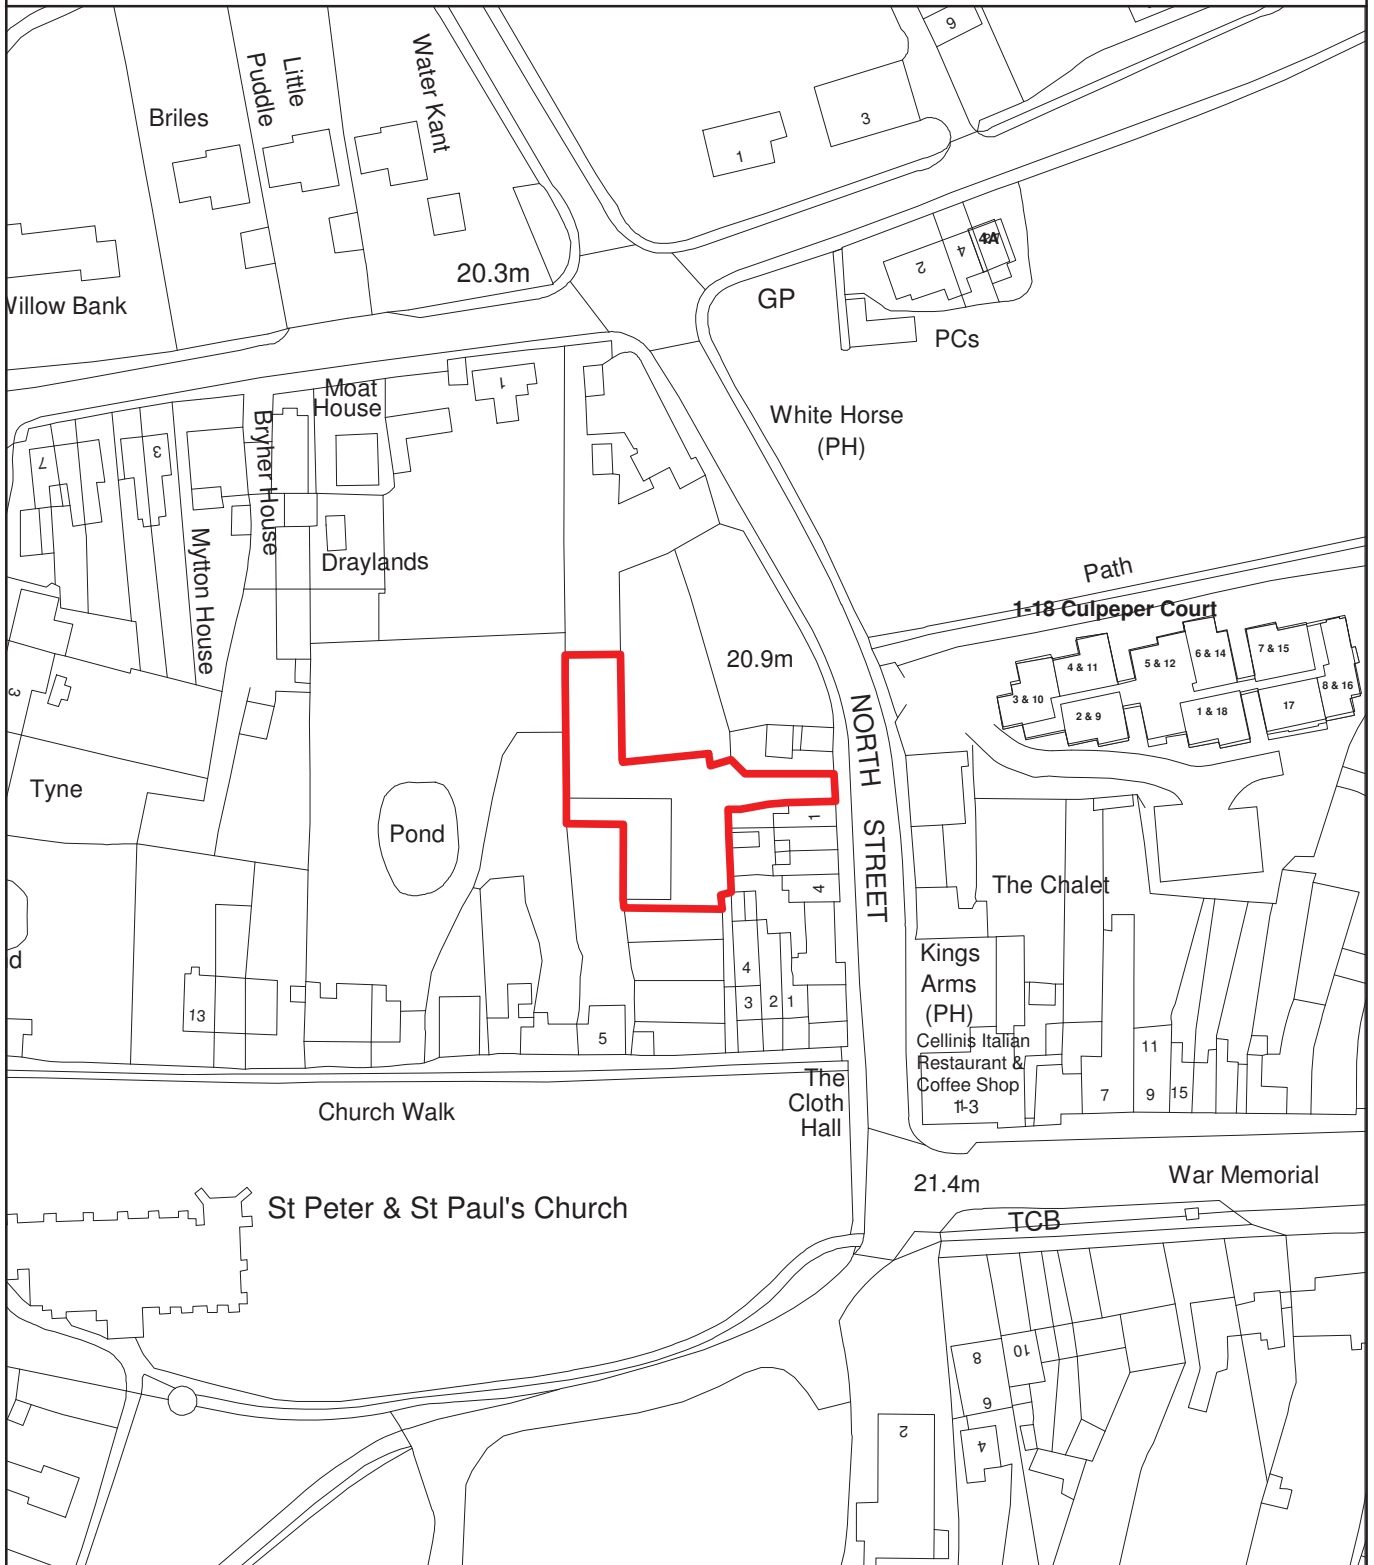 6
Little
Puddle
Water Kant
Briles
3
1
4A
4
2
20.3m
GP
Willow Bank
PCs
1
Moat
House
White Horse
(PH)
Bryher House
3
7
Mytton House
Draylands
Path
1-18 Culpeper Court
20.9m
6 & 14
7 & 15
4 & 11
5 & 12
8 & 16
3 & 10
2 & 9
1 & 18
17
3
NORTH STREET
Tyne
Pond
1
4
The Chalet
d
Kings
Arms
(PH)
4
3
2
1
13
5
Cellinis Italian
Restaurant &
Coffee Shop
1-3
11
7
9
15
The
Cloth
Hall
Church Walk
21.4m
War Memorial
St Peter & St Paul's Church
TCB
8
10
6
2
4